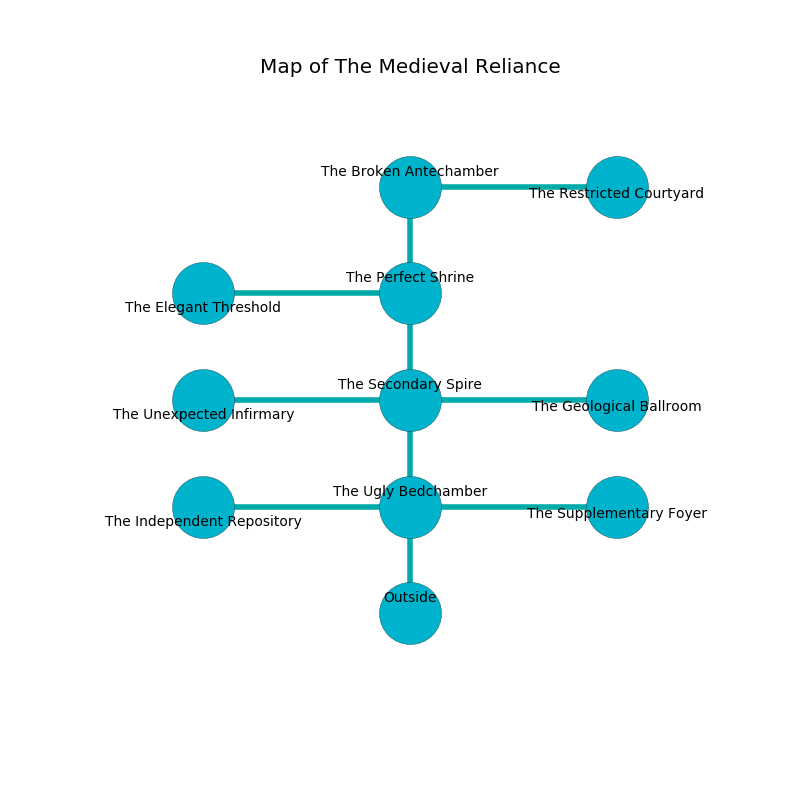 Map of The Medieval Reliance
The Broken Antechamber
The Restricted Courtyard
The Perfect Shrine
The Elegant Threshold
The Secondary Spire
The Unexpected Infirmary
The Geological Ballroom
The Ugly Bedchamber
The Independent Repository
The Supplementary Foyer
Outside